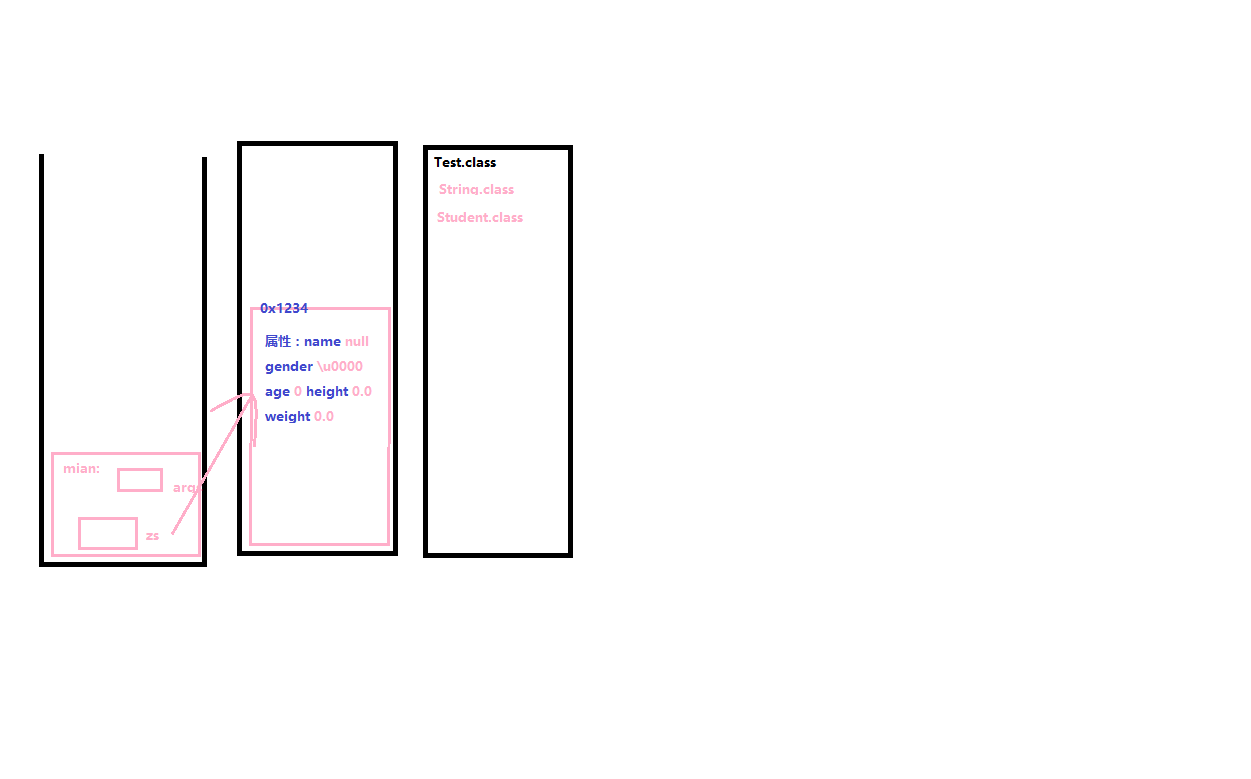 mian:
arg
zs
0x1234
属性：name null
gender \u0000
age 0 height 0.0
weight 0.0
Test.class
String.class
Student.class